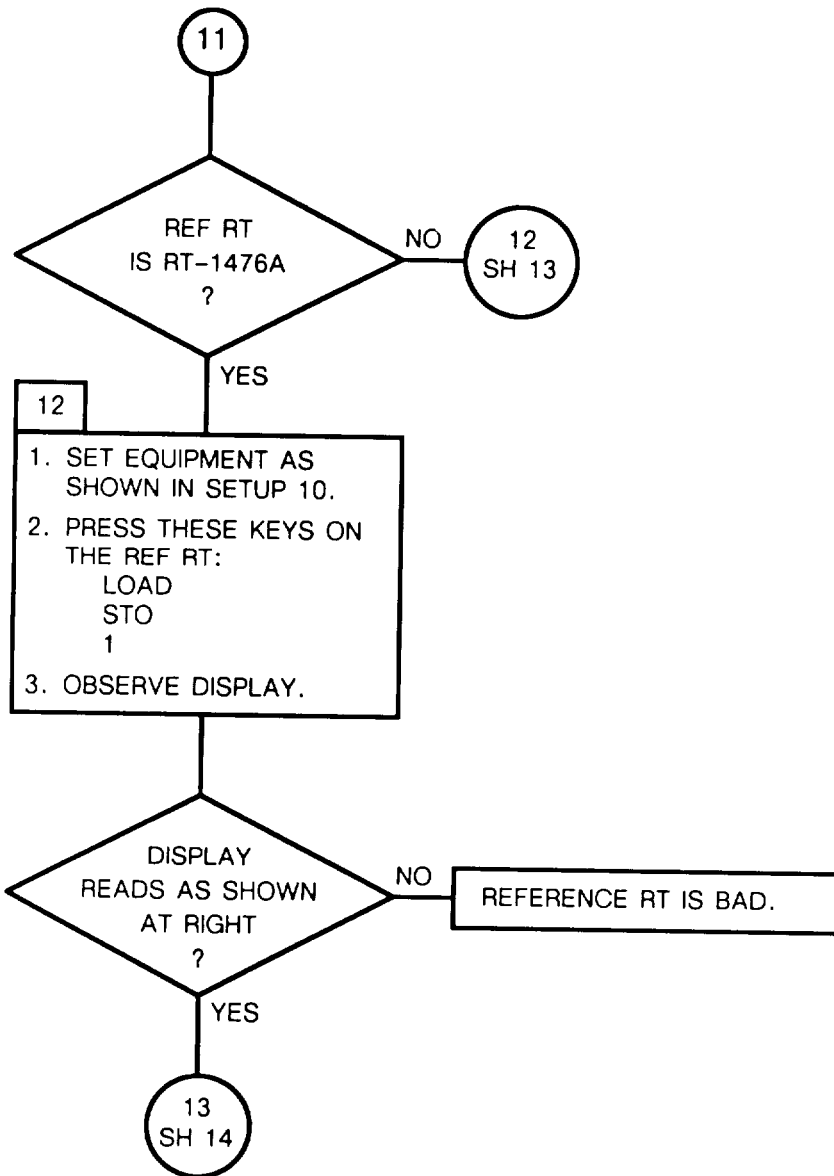 11
REF RT
IS RT-1476A
?
NO
12
SH 13
YES
12
1. SET EQUIPMENT AS
SHOWN IN SETUP 10.
2. PRESS THESE KEYS ON
THE REF RT:
LOAD
STO
1
3. OBSERVE DISPLAY.
DISPLAY
READS AS SHOWN
AT RIGHT
?
NO
REFERENCE RT IS BAD.
YES
13
SH 14